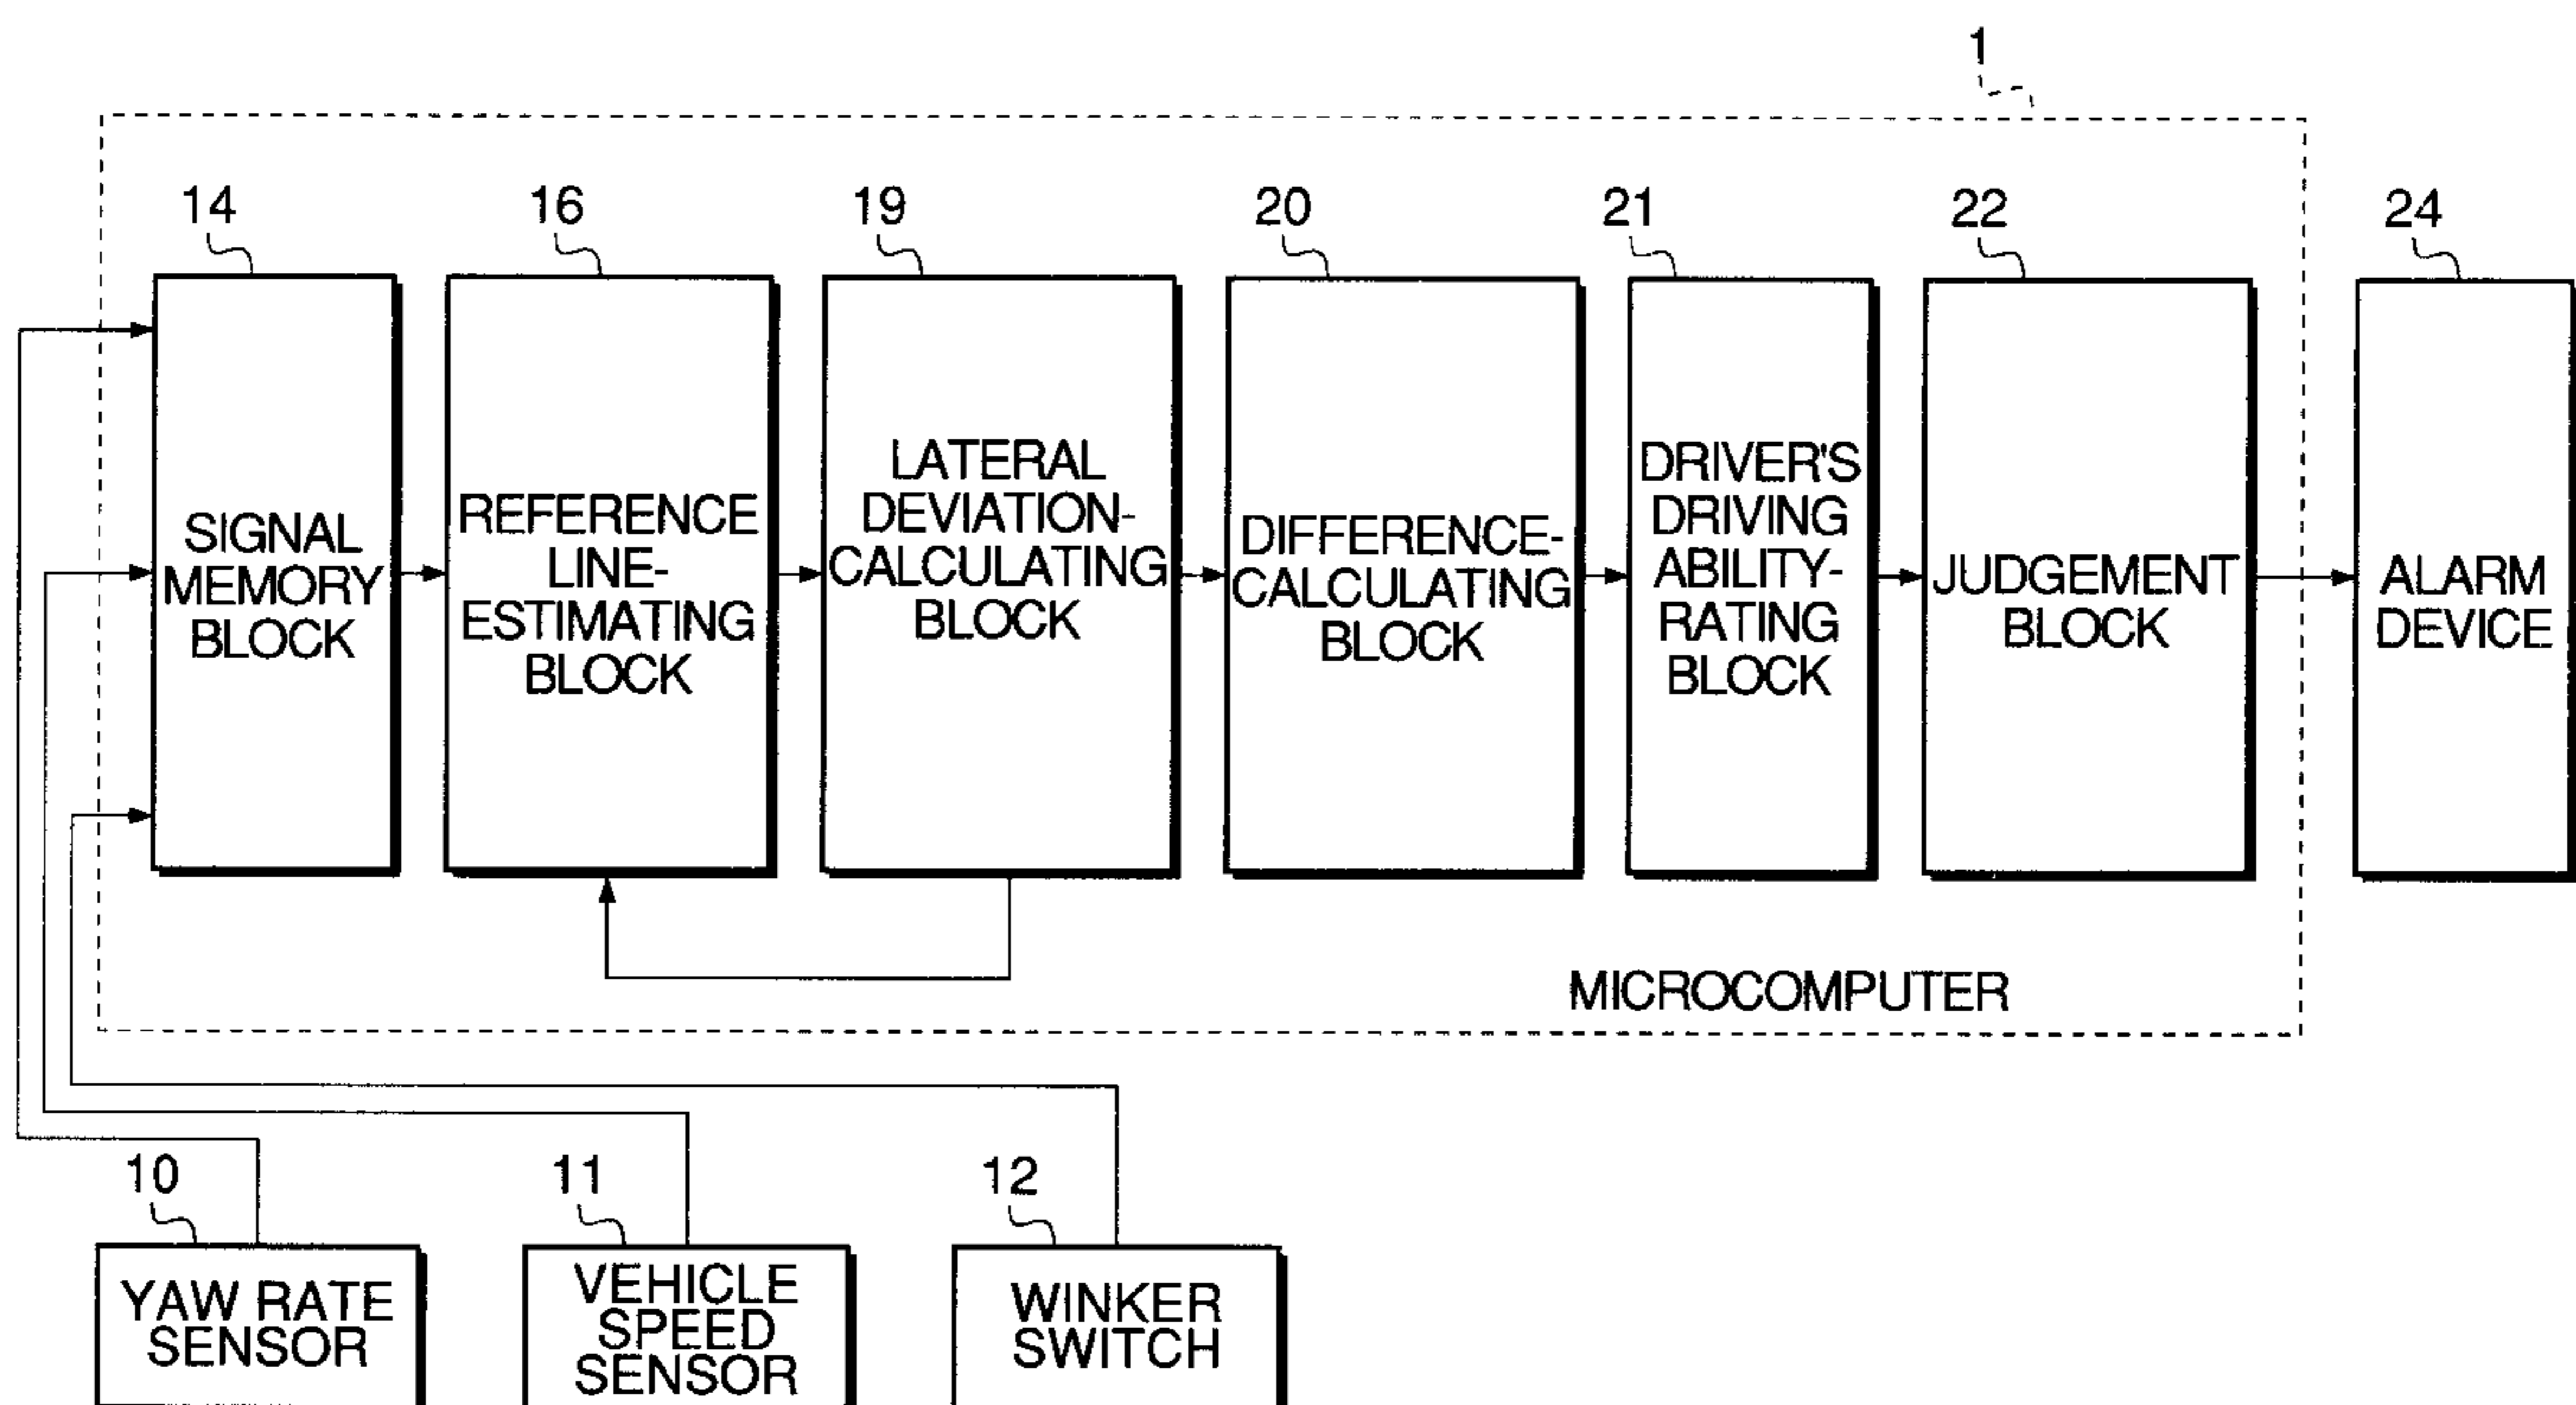 1
14
16
19
20
21
22
24
SIGNAL
MEMORY
BLOCK
REFERENCE
LINE-
ESTIMATING
BLOCK
LATERAL
DEVIATION-
CALCULATING
BLOCK
DIFFERENCE-
CALCULATING
BLOCK
DRIVER'S
DRIVING
ABILITY-
RATING
BLOCK
JUDGEMENT
BLOCK
ALARM
DEVICE
MICROCOMPUTER
10
11
12
YAW RATE
SENSOR
VEHICLE
SPEED
SENSOR
WINKER
SWITCH